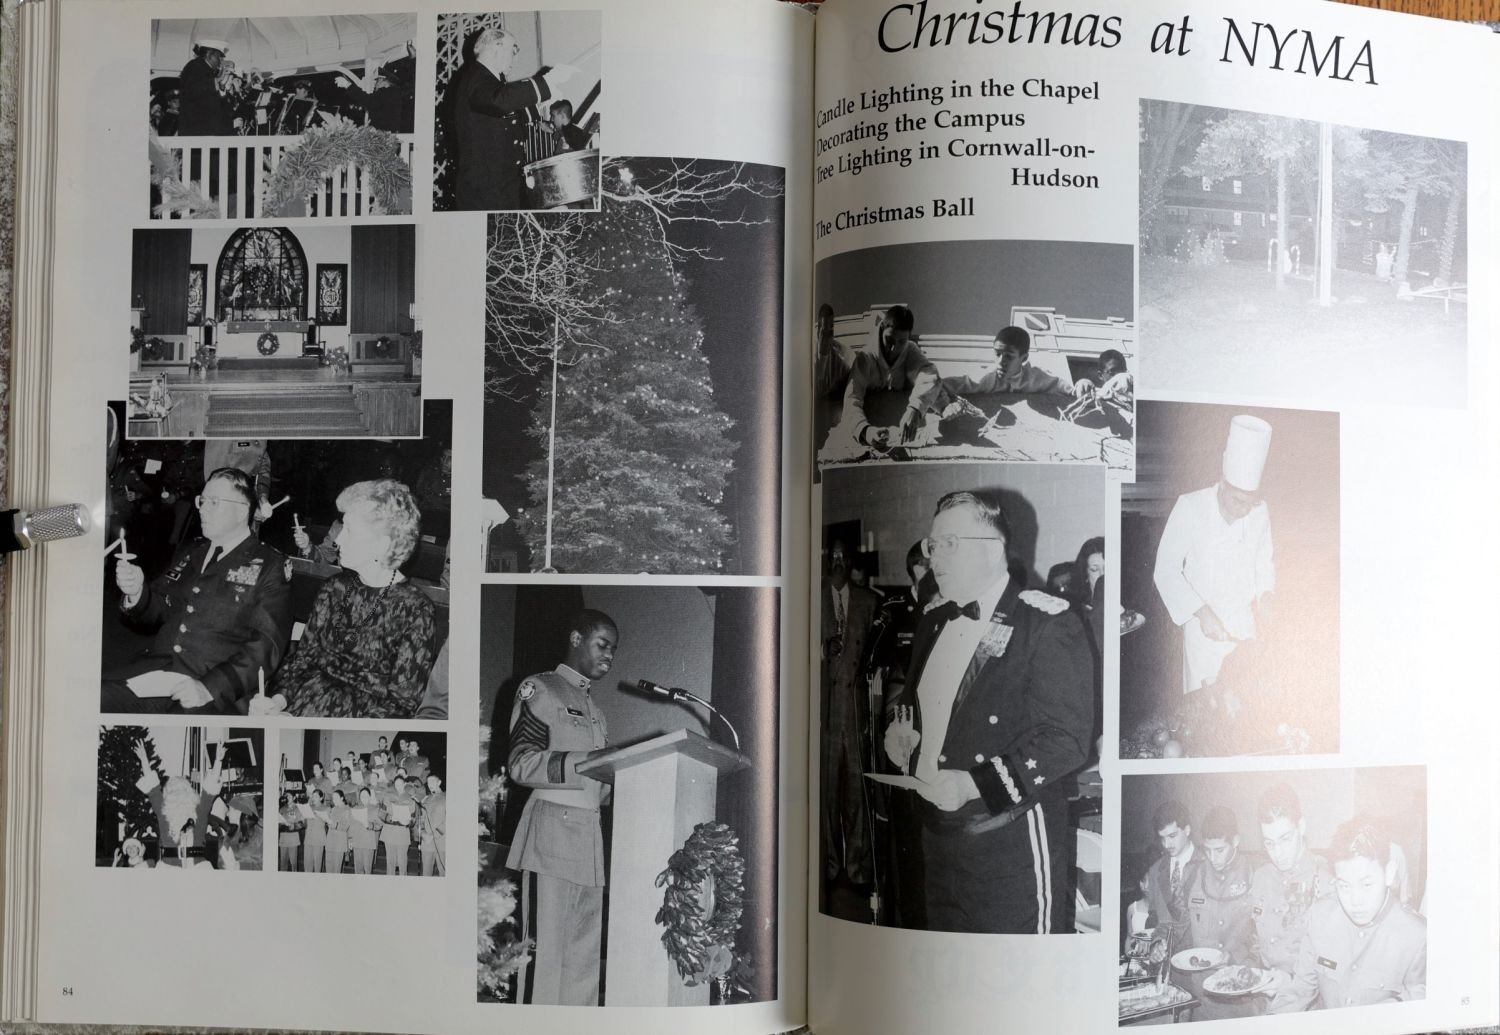 Christmas at NYMA
Candle Lighting in the Chapel
Decorating the Campus
Tree Lighting in Cornwall-on-
Hudson
The Christmas Ball
84
85